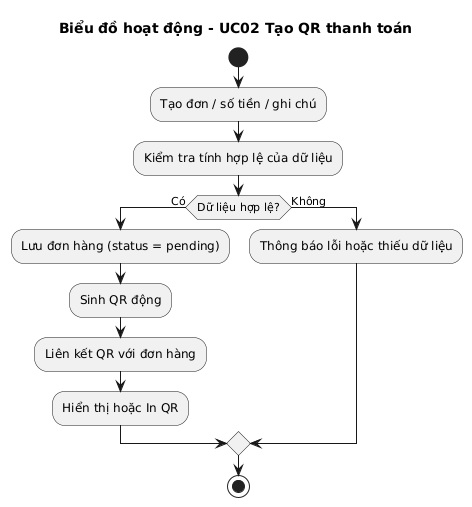 Biểu đồ hoạt động - UC02 Tạo QR thanh toán
Tạo đơn / số tiền / ghi chú
Kiểm tra tính hợp lệ của dữ liệu
Dữ liệu hợp lệ?
Có
Không
Lưu đơn hàng (status = pending)
Thông báo lỗi hoặc thiếu dữ liệu
Sinh QR động
Liên kết QR với đơn hàng
Hiển thị hoặc In QR